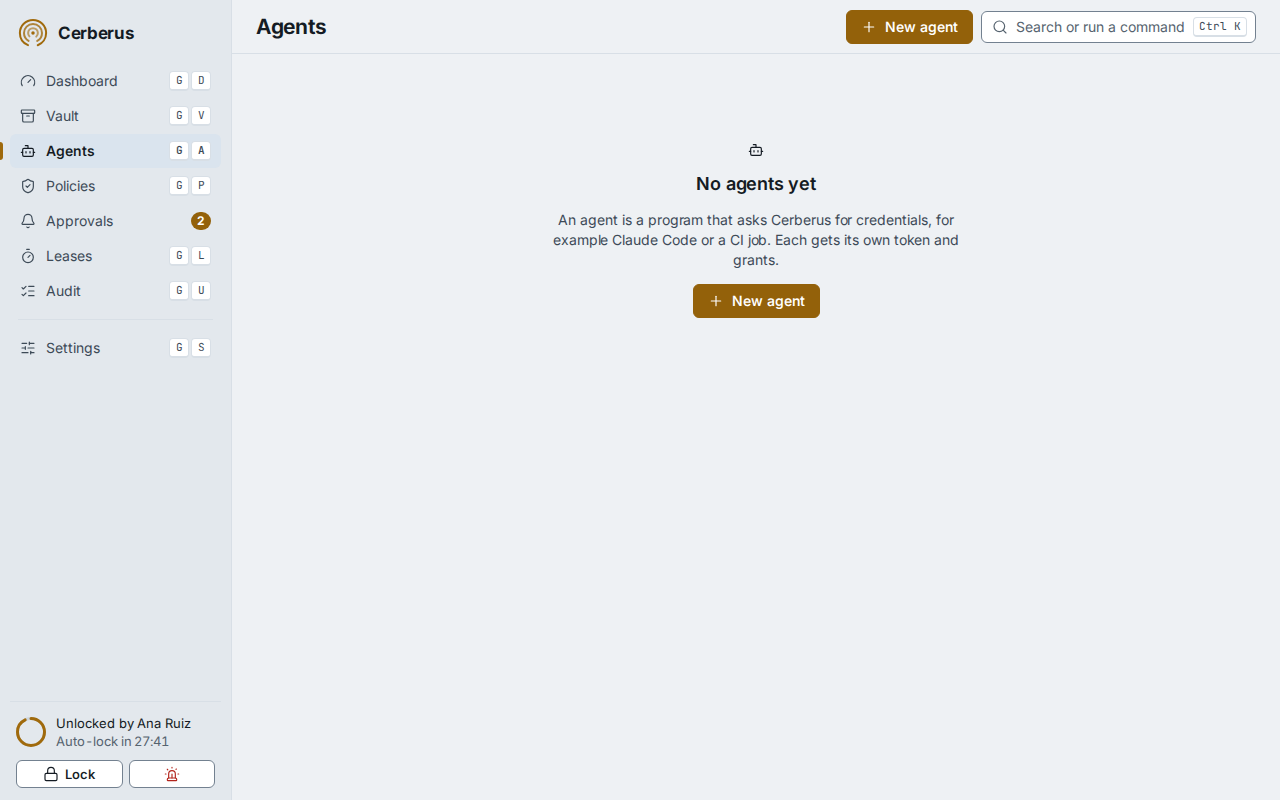 Cerberus
Dashboard G D
Vault G V
Agents G A
Policies G P
Approvals 2
Leases G L
Audit G U
Settings G S
Unlocked by Ana Ruiz
Auto-lock in 27:41
Lock
Agents
New agent
Search or run a command Ctrl K
No agents yet
An agent is a program that asks Cerberus for credentials, for
example Claude Code or a CI job. Each gets its own token and
grants.
New agent